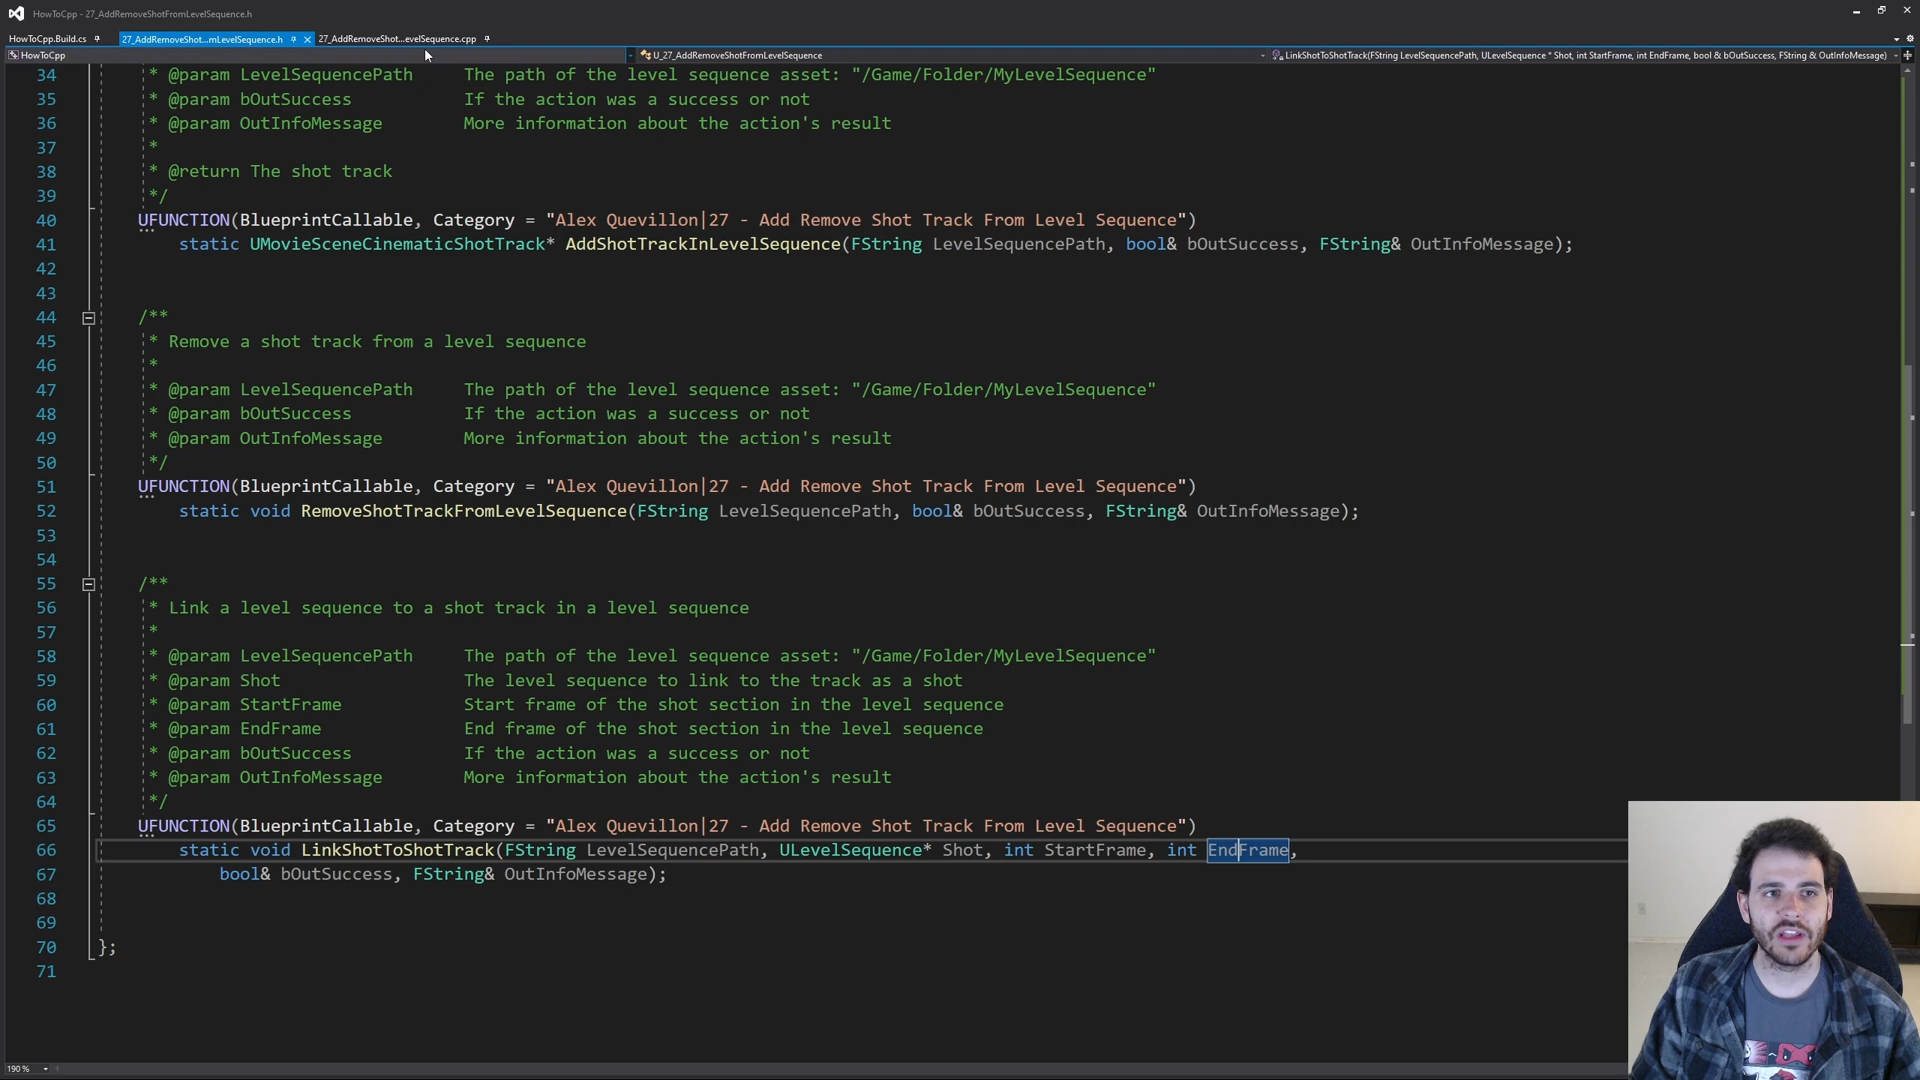 HowToCpp - 27_AddRemoveShotFromLevelSequence.h
HowToCpp.Build.cs
27_AddRemoveShot...mLevelSequence.h
27_AddRemoveShot...evelSequence.cpp
HowToCpp
U_27_AddRemoveShotFromLevelSequence
LinkShotToShotTrack(FString LevelSequencePath, ULevelSequence * Shot, int StartFrame, int EndFrame, bool & bOutSuccess, FString & OutInfoMessage)
34 * @param LevelSequencePath The path of the level sequence asset: "/Game/Folder/MyLevelSequence"
35 * @param bOutSuccess If the action was a success or not
36 * @param OutInfoMessage More information about the action's result
37 *
38 * @return The shot track
39 */
40 UFUNCTION(BlueprintCallable, Category = "Alex Quevillon|27 - Add Remove Shot Track From Level Sequence")
41 static UMovieSceneCinematicShotTrack* AddShotTrackInLevelSequence(FString LevelSequencePath, bool& bOutSuccess, FString& OutInfoMessage);
42
43
44 /**
45 * Remove a shot track from a level sequence
46 *
47 * @param LevelSequencePath The path of the level sequence asset: "/Game/Folder/MyLevelSequence"
48 * @param bOutSuccess If the action was a success or not
49 * @param OutInfoMessage More information about the action's result
50 */
51 UFUNCTION(BlueprintCallable, Category = "Alex Quevillon|27 - Add Remove Shot Track From Level Sequence")
52 static void RemoveShotTrackFromLevelSequence(FString LevelSequencePath, bool& bOutSuccess, FString& OutInfoMessage);
53
54
55 /**
56 * Link a level sequence to a shot track in a level sequence
57 *
58 * @param LevelSequencePath The path of the level sequence asset: "/Game/Folder/MyLevelSequence"
59 * @param Shot The level sequence to link to the track as a shot
60 * @param StartFrame Start frame of the shot section in the level sequence
61 * @param EndFrame End frame of the shot section in the level sequence
62 * @param bOutSuccess If the action was a success or not
63 * @param OutInfoMessage More information about the action's result
64 */
65 UFUNCTION(BlueprintCallable, Category = "Alex Quevillon|27 - Add Remove Shot Track From Level Sequence")
66 static void LinkShotToShotTrack(FString LevelSequencePath, ULevelSequence* Shot, int StartFrame, int EndFrame,
67 bool& bOutSuccess, FString& OutInfoMessage);
68
69
70 };
71
190 %